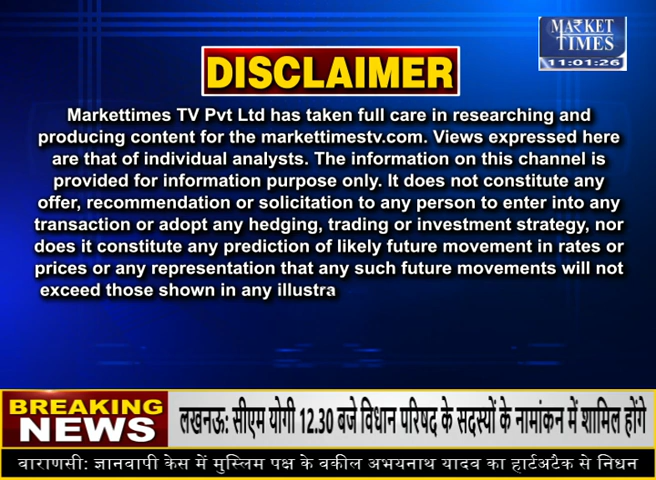 MARKET
TIMES
11:01:26
DISCLAIMER
Markettimes TV Pvt Ltd has taken full care in researching and
producing content for the markettimestv.com. Views expressed here
are that of individual analysts. The information on this channel is
provided for information purpose only. It does not constitute any
offer, recommendation or solicitation to any person to enter into any
transaction or adopt any hedging, trading or investment strategy, nor
does it constitute any prediction of likely future movement in rates or
prices or any representation that any such future movements will not
exceed those shown in any illustra
BREAKING
NEWS
लखनऊ: सीएम योगी 12.30 बजे विधान परिषद के सदस्यों के नामांकन में शामिल होंगे
वाराणसी: ज्ञानवापी केस में मुस्लिम पक्ष के वकील अभयनाथ यादव का हार्टअटैक से निधन